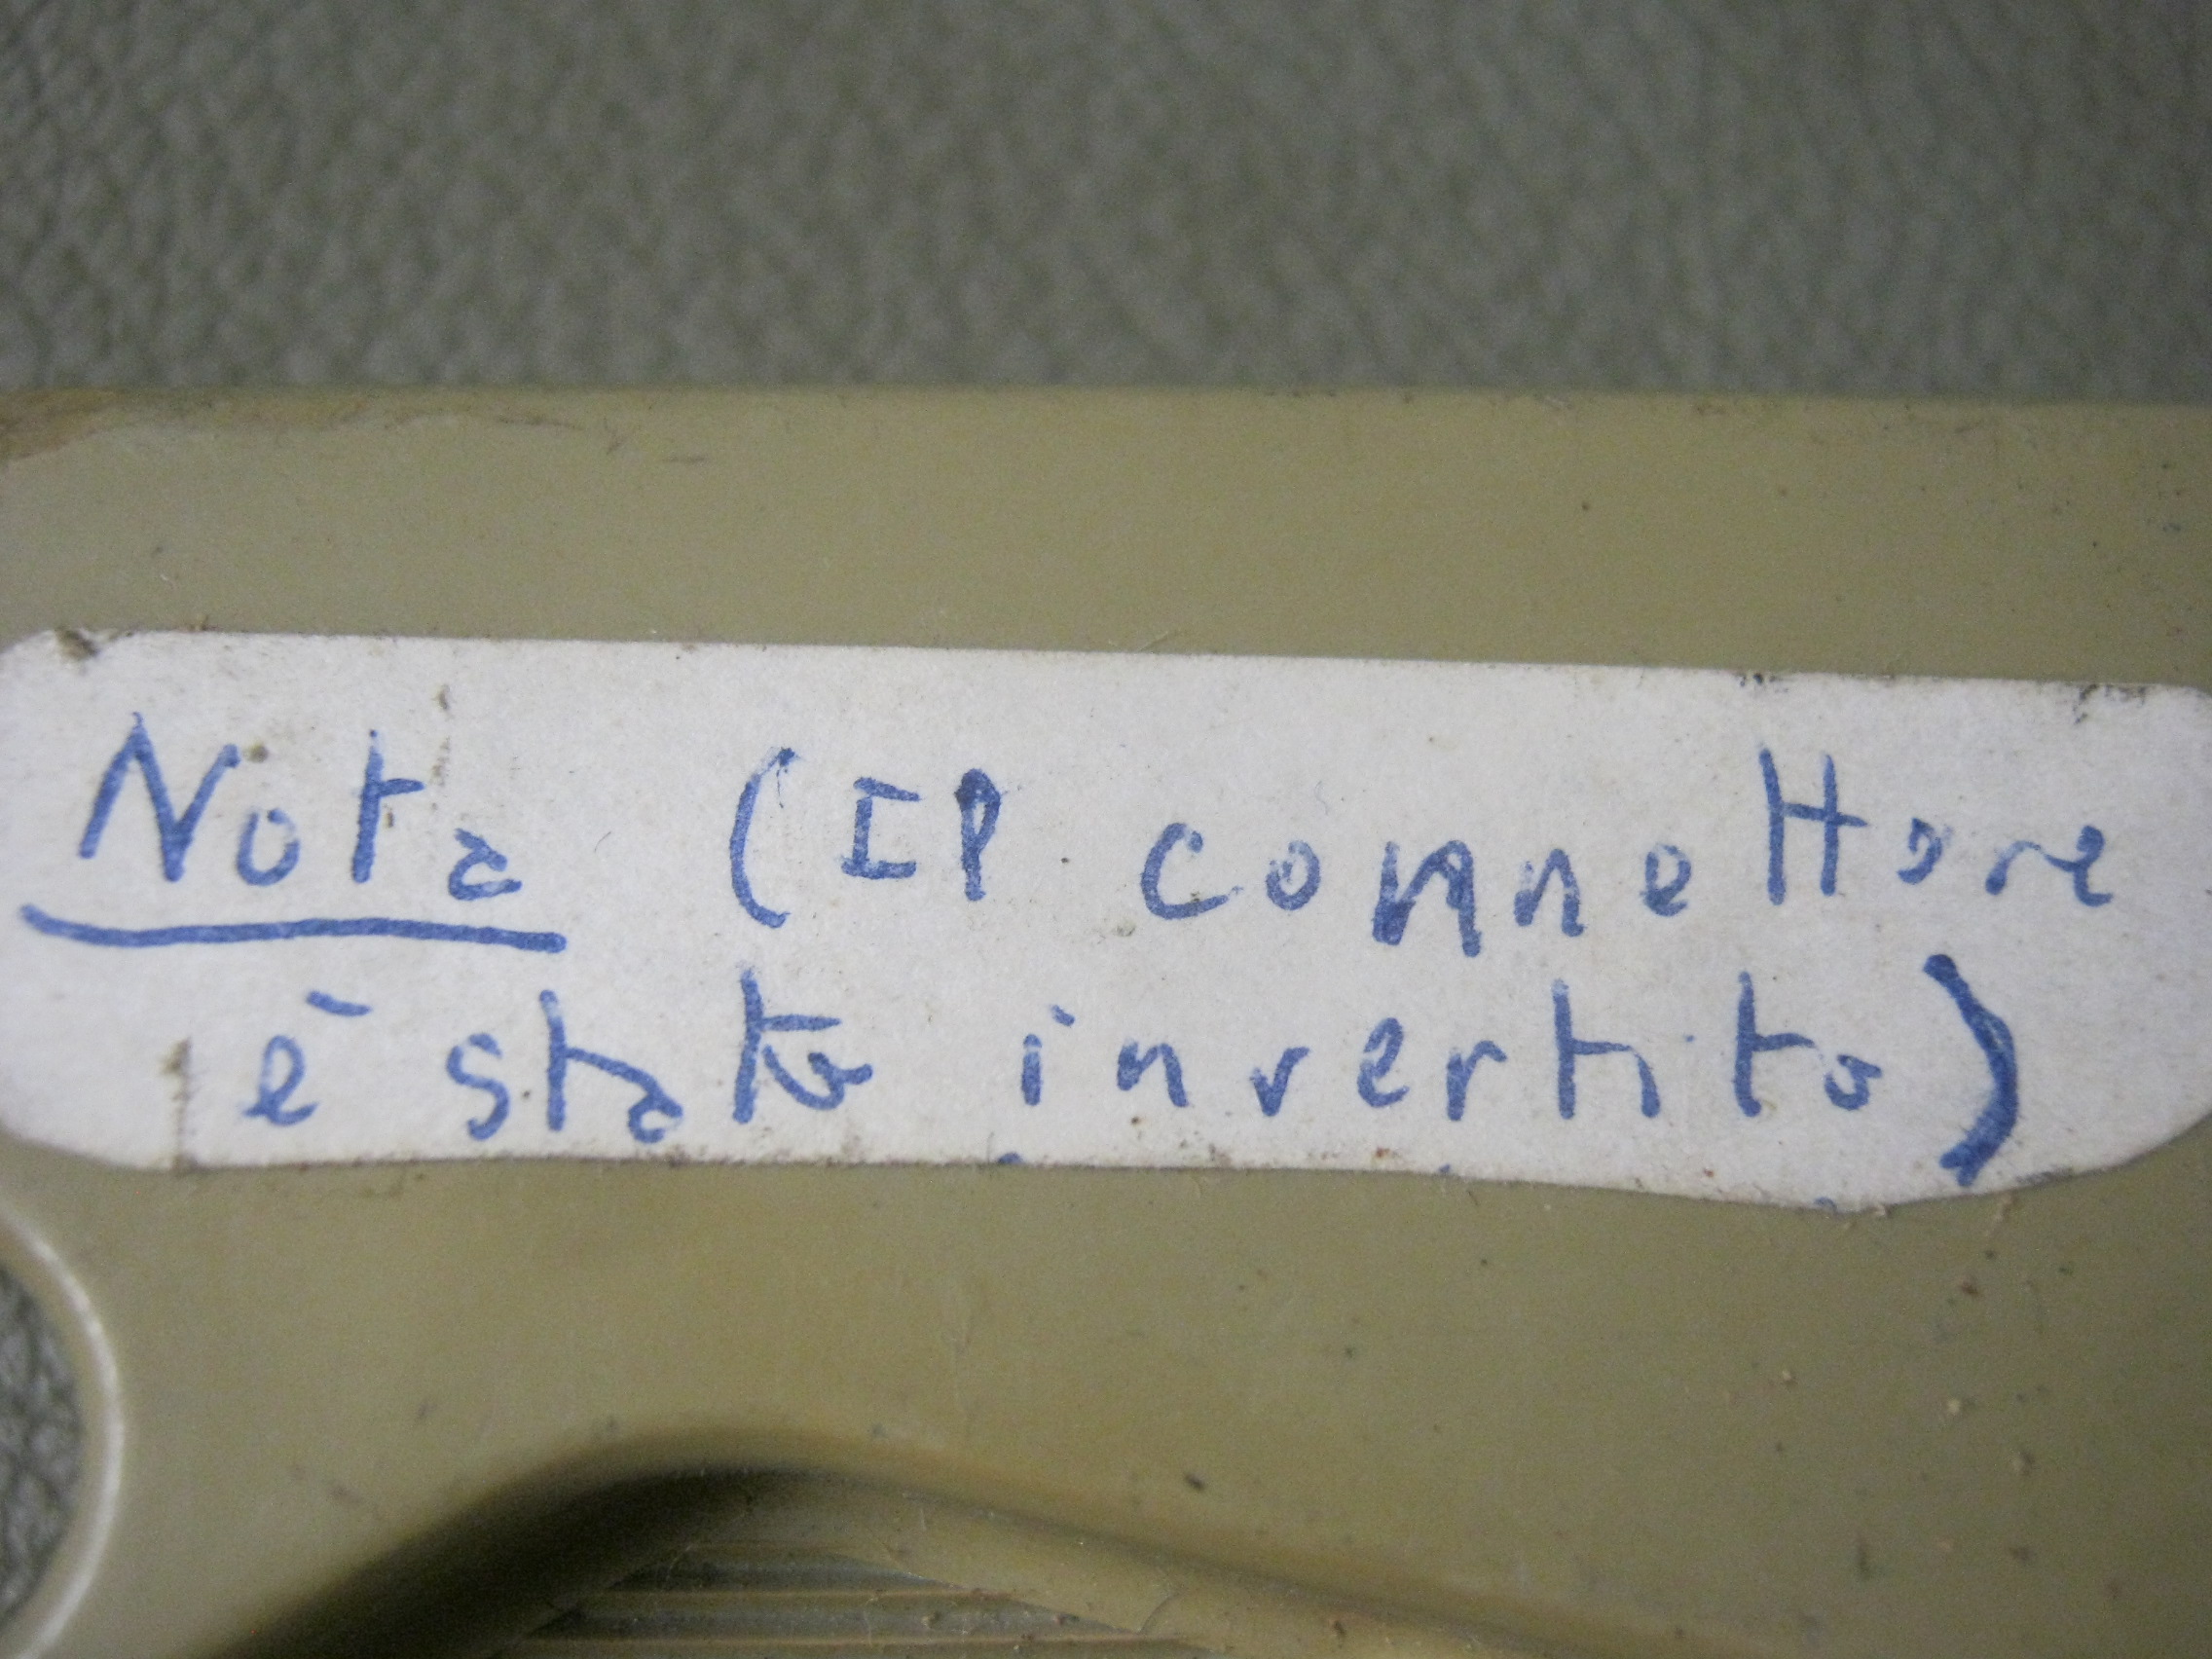 Nota (Il connettore
è stato invertito)